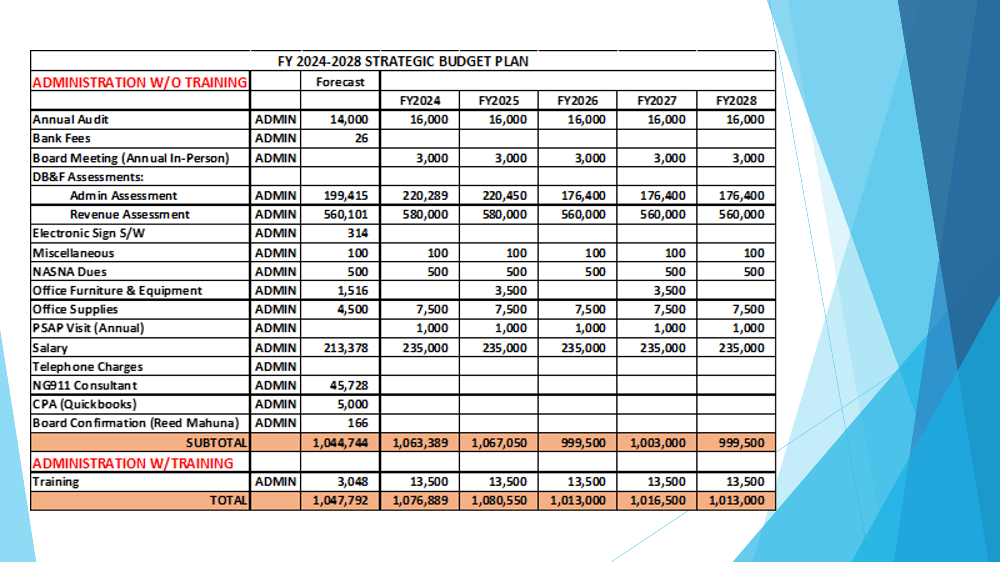 FY 2024-2028 STRATEGIC BUDGET PLAN
ADMINISTRATION W/O TRAINING Forecast
FY2024 FY2025 FY2026 FY2027 FY2028
Annual Audit ADMIN 14,000 16,000 16,000 16,000 16,000 16,000
Bank Fees ADMIN 26
Board Meeting (Annual In-Person) ADMIN 3,000 3,000 3,000 3,000 3,000
DB&F Assessments:
Admin Assessment ADMIN 199,415 220,289 220,450 176,400 176,400 176,400
Revenue Assessment ADMIN 560,101 580,000 580,000 560,000 560,000 560,000
Electronic Sign S/W ADMIN 314
Miscellaneous ADMIN 100 100 100 100 100 100
NASNA Dues ADMIN 500 500 500 500 500 500
Office Furniture & Equipment ADMIN 1,516 3,500 3,500
Office Supplies ADMIN 4,500 7,500 7,500 7,500 7,500 7,500
PSAP Visit (Annual) ADMIN 1,000 1,000 1,000 1,000 1,000
Salary ADMIN 213,378 235,000 235,000 235,000 235,000 235,000
Telephone Charges ADMIN
NG911 Consultant ADMIN 45,728
CPA (Quickbooks) ADMIN 5,000
Board Confirmation (Reed Mahuna) ADMIN 166
SUBTOTAL 1,044,744 1,063,389 1,067,050 999,500 1,003,000 999,500
ADMINISTRATION W/TRAINING
Training ADMIN 3,048 13,500 13,500 13,500 13,500 13,500
TOTAL 1,047,792 1,076,889 1,080,550 1,013,000 1,016,500 1,013,000